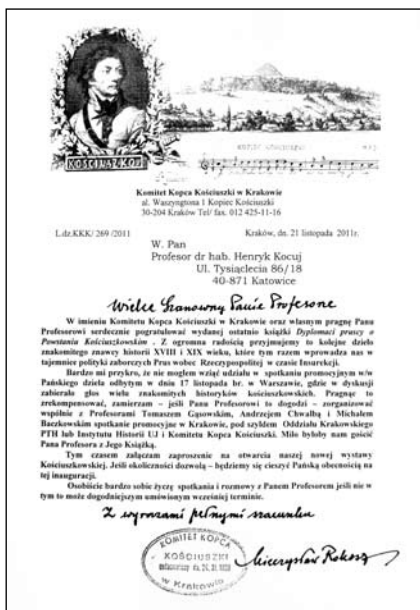 KOŚCIUSZKO
KOPIEC KOŚCIUSZKI
Komitet Kopca Kościuszki w Krakowie
al. Waszyngtona 1 Kopiec Kościuszki
30-204 Kraków Tel/ fax. 012 425-11-16
L.dz.KKK/ 269 /2011 Kraków, dn. 21 listopada 2011r.
W. Pan
Profesor dr hab. Henryk Kocuj
Ul. Tysiąclecia 86/18
40-871 Katowice
Wielce Szanowny Panie Profesorze
W imieniu Komitetu Kopca Kościuszki w Krakowie oraz własnym pragnę Panu
Profesorowi serdecznie pogratulować wydanej ostatnio książki Dyplomaci pruscy o
Powstaniu Kościuszkowskim . Z ogromną radością przyjmujemy to kolejne dzieło
znakomitego znawcy historii XVIII i XIX wieku, które tym razem wprowadza nas w
tajemnice polityki zaborczych Prus wobec Rzeczypospolitej w czasie Insurekcji.
Bardzo mi przykro, że nie mogłem wziąć udziału w spotkaniu promocyjnym w/w
Pańskiego dzieła odbytym w dniu 17 listopada br. w Warszawie, gdzie w dyskusji
zabierało głos wielu znakomitych historyków kościuszkowskich. Pragnąc to
zrekompensować, zamierzam – jeśli Panu Profesorowi to dogodzi – zorganizować
wspólnie z Profesorami Tomaszem Gąsowskim, Andrzejem Chwalbą i Michałem
Baczkowskim spotkanie promocyjne w Krakowie, pod szyldem Oddziału Krakowskiego
PTH lub Instytutu Historii UJ i Komitetu Kopca Kościuszki. Miło byłoby nam gościć
Pana Profesora z Jego Książką.
Tym czasem załączam zaproszenie na otwarcia naszej nowej wystawy
Kościuszkowskiej. Jeśli okoliczności dozwolą – będziemy się cieszyć Pańską obecnością na
tej inauguracji.
Osobiście bardzo sobie życzę spotkania i rozmowy z Panem Profesorem jeśli nie w
tym to może dogodniejszym umówionym wcześniej terminie.
Z wyrazami pełnymi szacunku
KOMITET KOPCA
KOŚCIUSZKI
w Krakowie
Mieczysław Rokosz